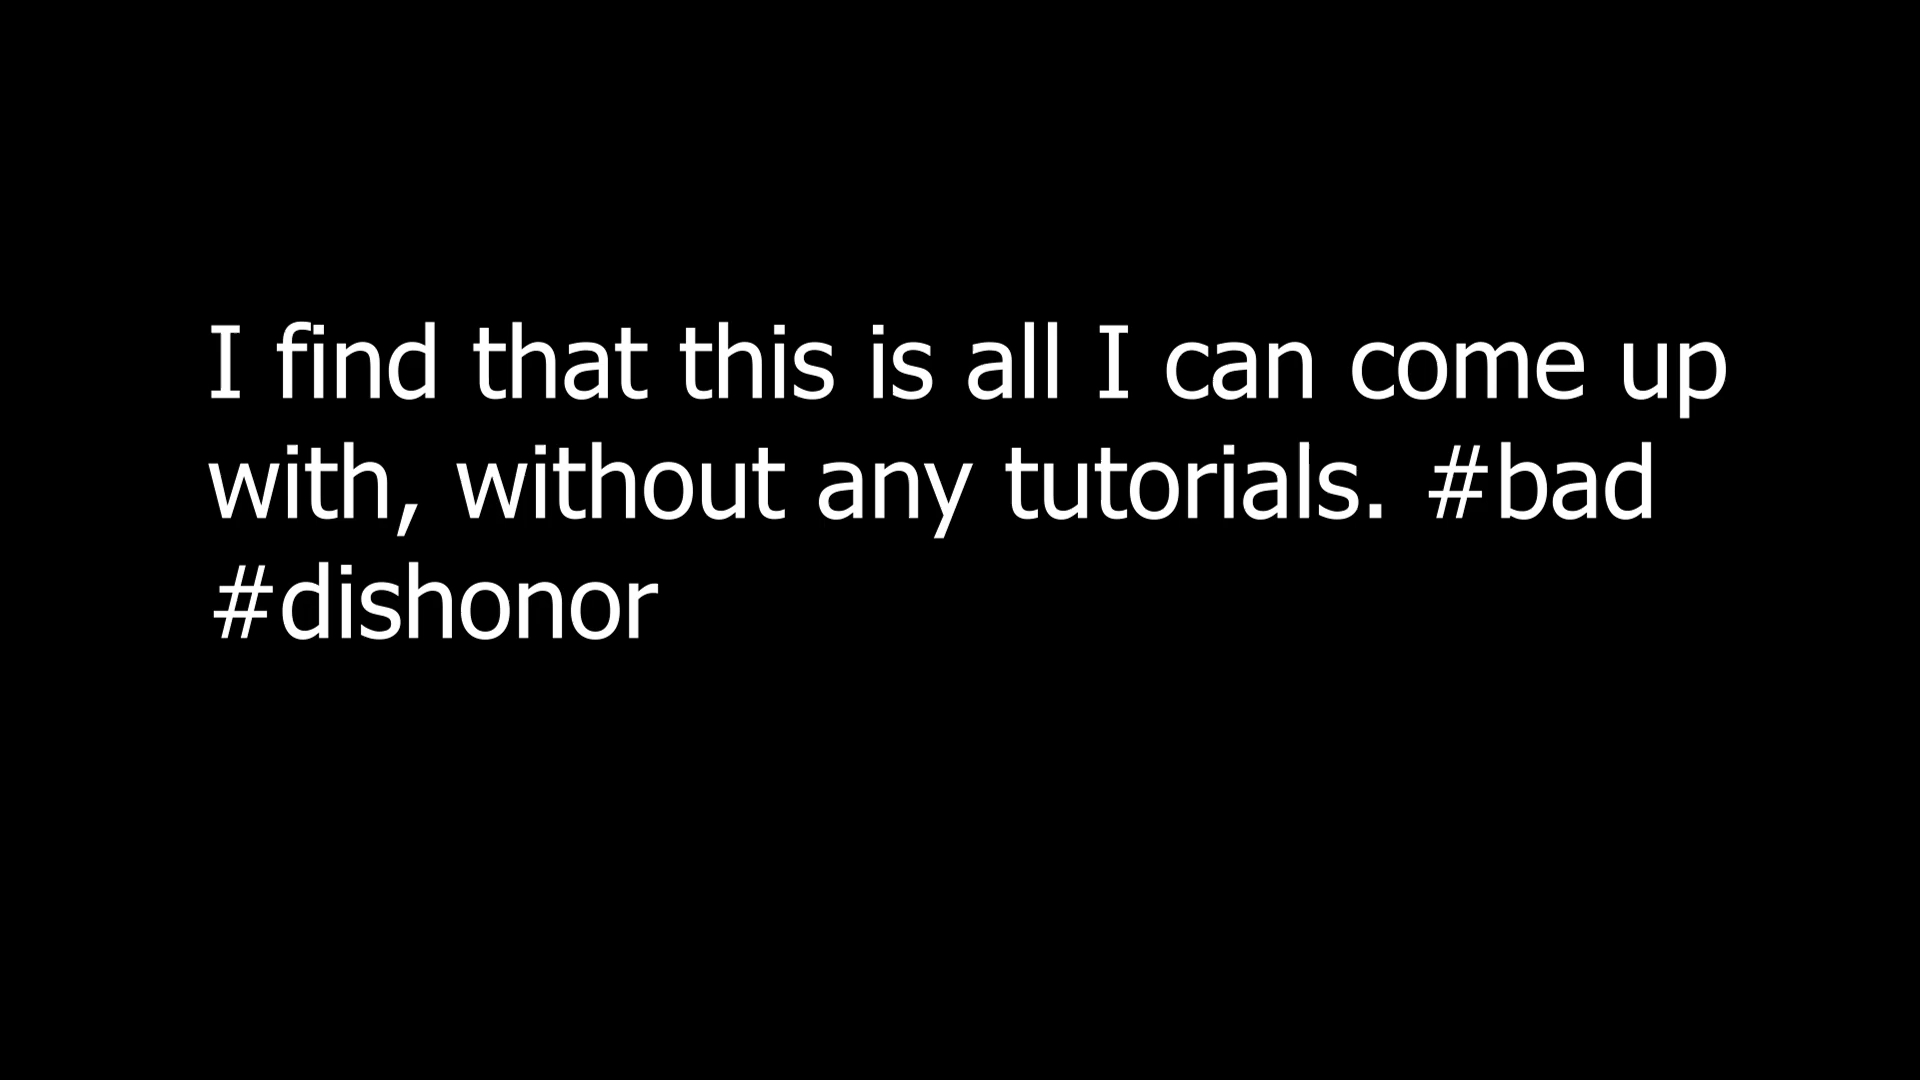 I find that this is all I can come up
with, without any tutorials. #bad
#dishonor